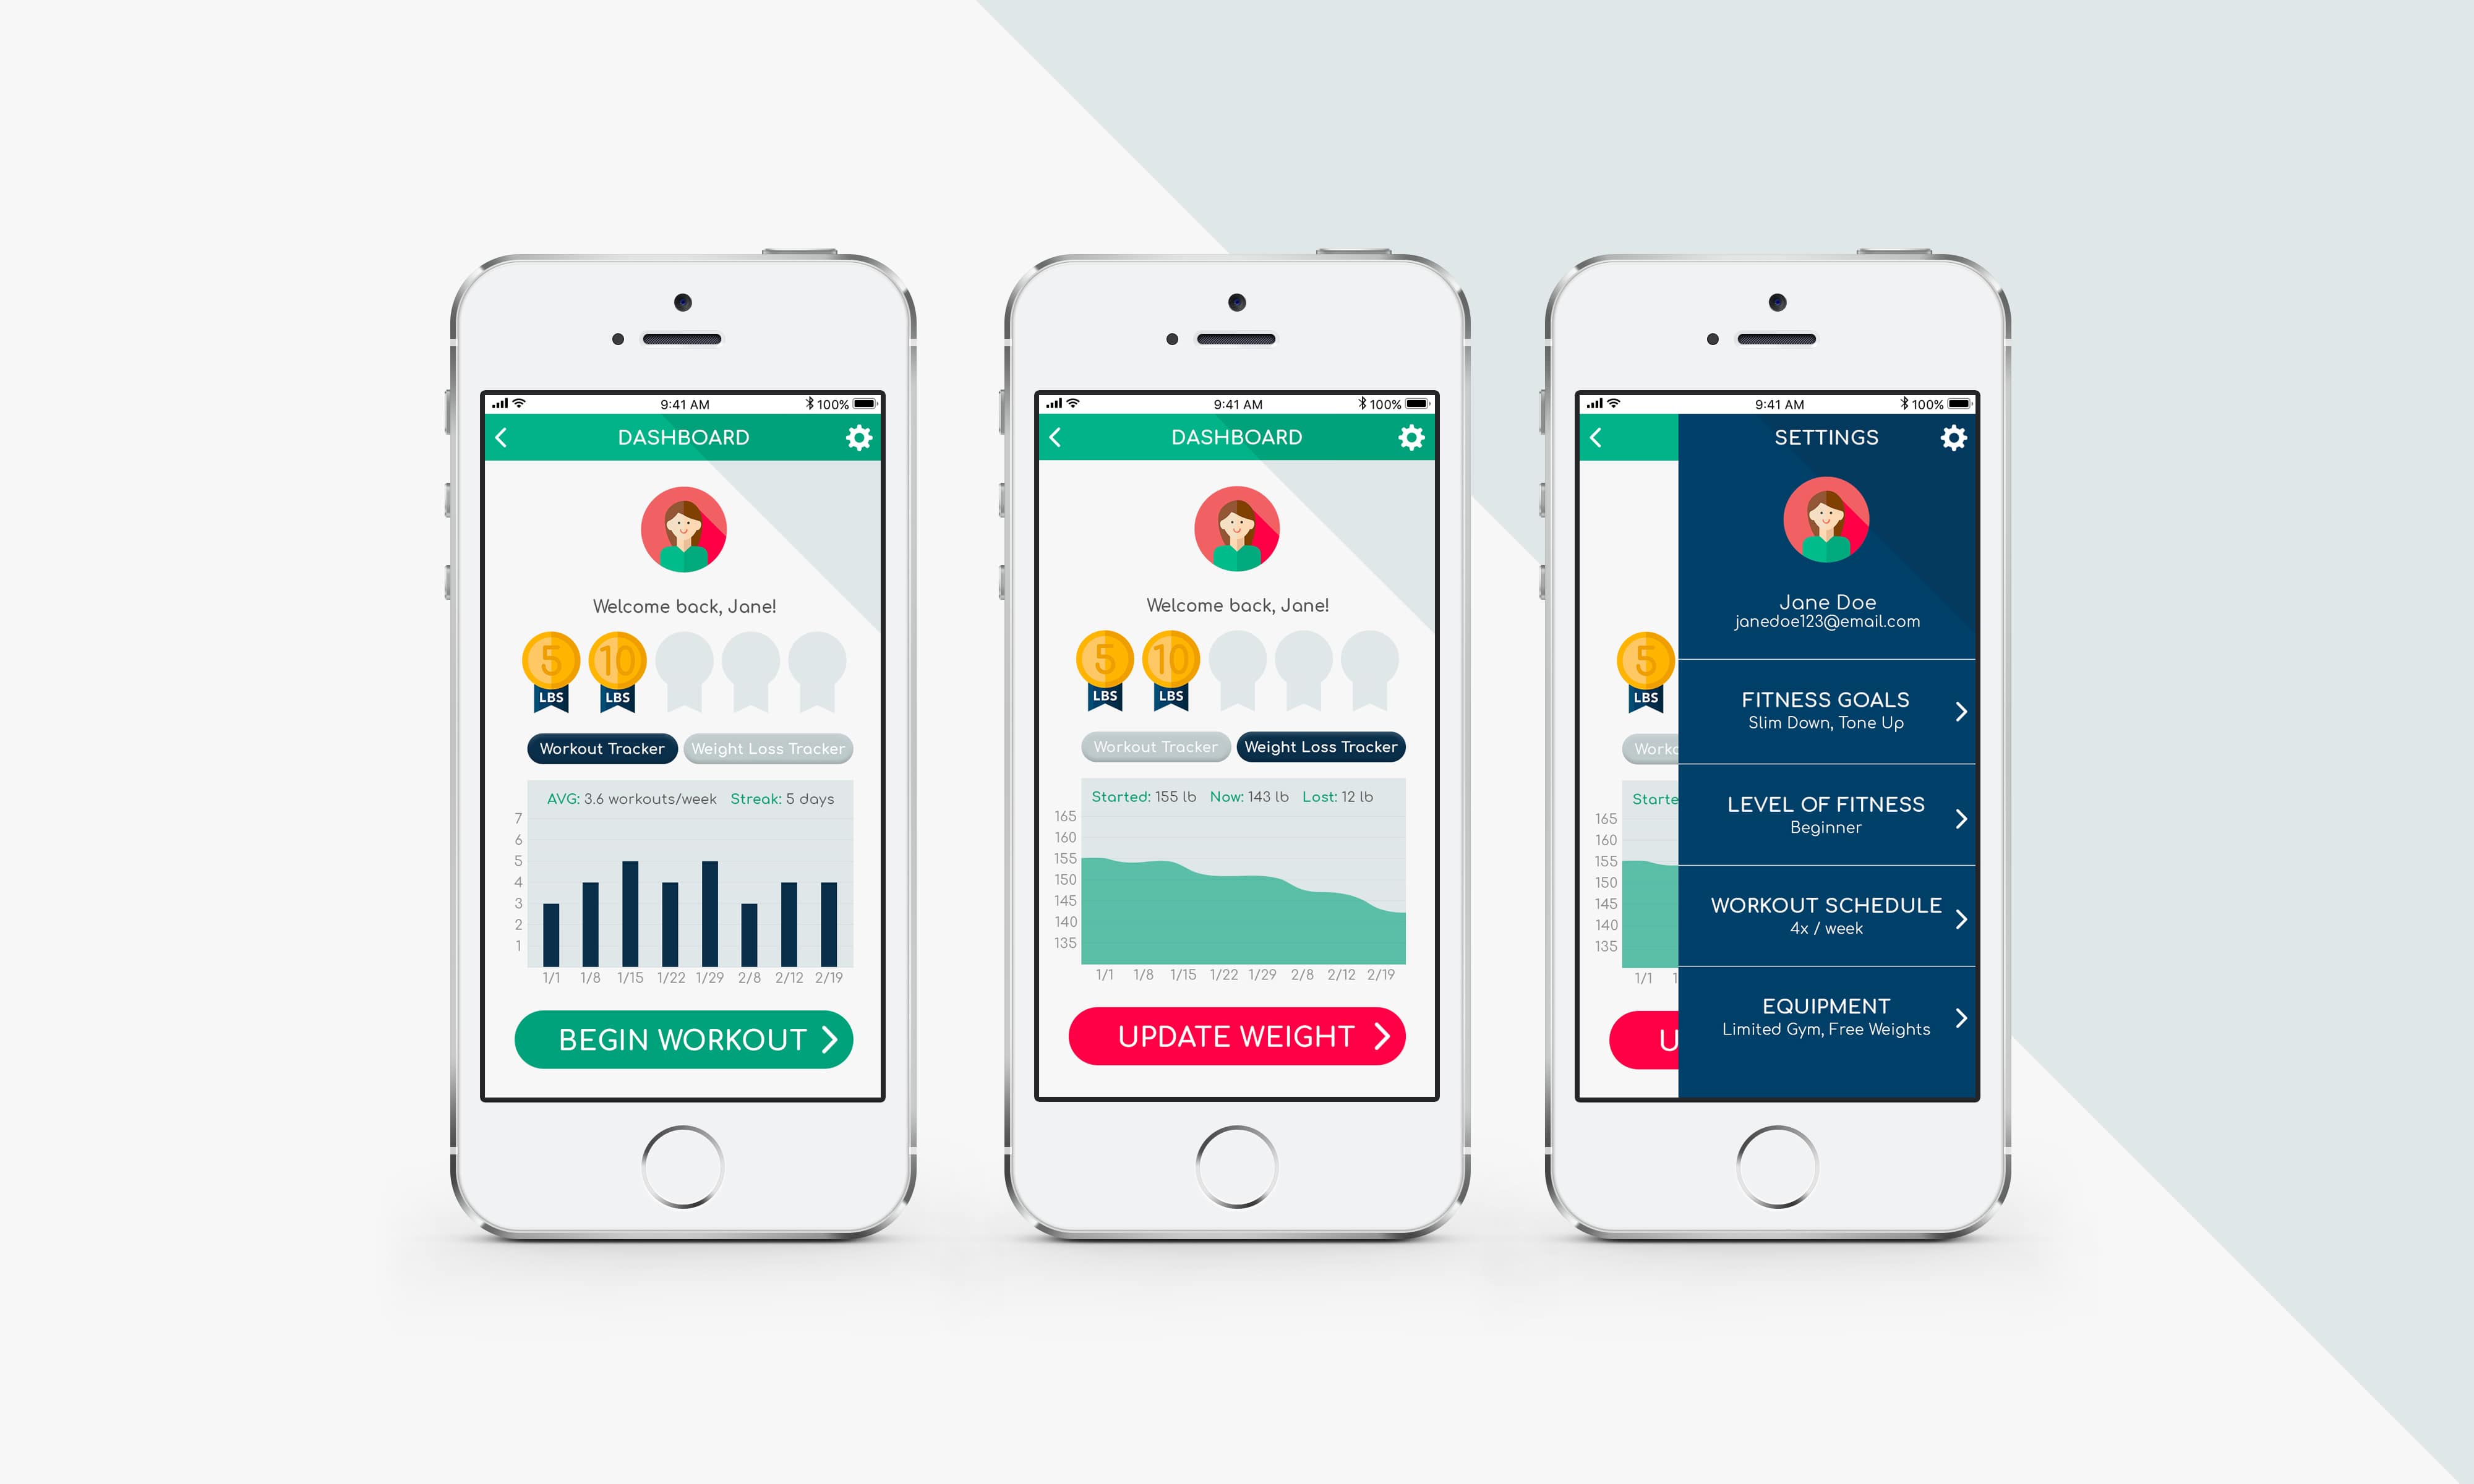 9:41 AM
100%
DASHBOARD
Welcome back, Jane!
5
LBS
10
LBS
Workout Tracker
Weight Loss Tracker
AVG: 3.6 workouts/week Streak: 5 days
7
6
5
4
3
2
1
1/1 1/8 1/15 1/22 1/29 2/8 2/12 2/19
BEGIN WORKOUT
9:41 AM
100%
DASHBOARD
Welcome back, Jane!
5
LBS
10
LBS
Workout Tracker
Weight Loss Tracker
Started: 155 lb Now: 143 lb Lost: 12 lb
165
160
155
150
145
140
135
1/1 1/8 1/15 1/22 1/29 2/8 2/12 2/19
UPDATE WEIGHT
9:41 AM
100%
5
LBS
Worko
Starte
165
160
155
150
145
140
135
1/1 1
U
SETTINGS
Jane Doe
janedoe123@email.com
FITNESS GOALS
Slim Down, Tone Up
LEVEL OF FITNESS
Beginner
WORKOUT SCHEDULE
4x / week
EQUIPMENT
Limited Gym, Free Weights